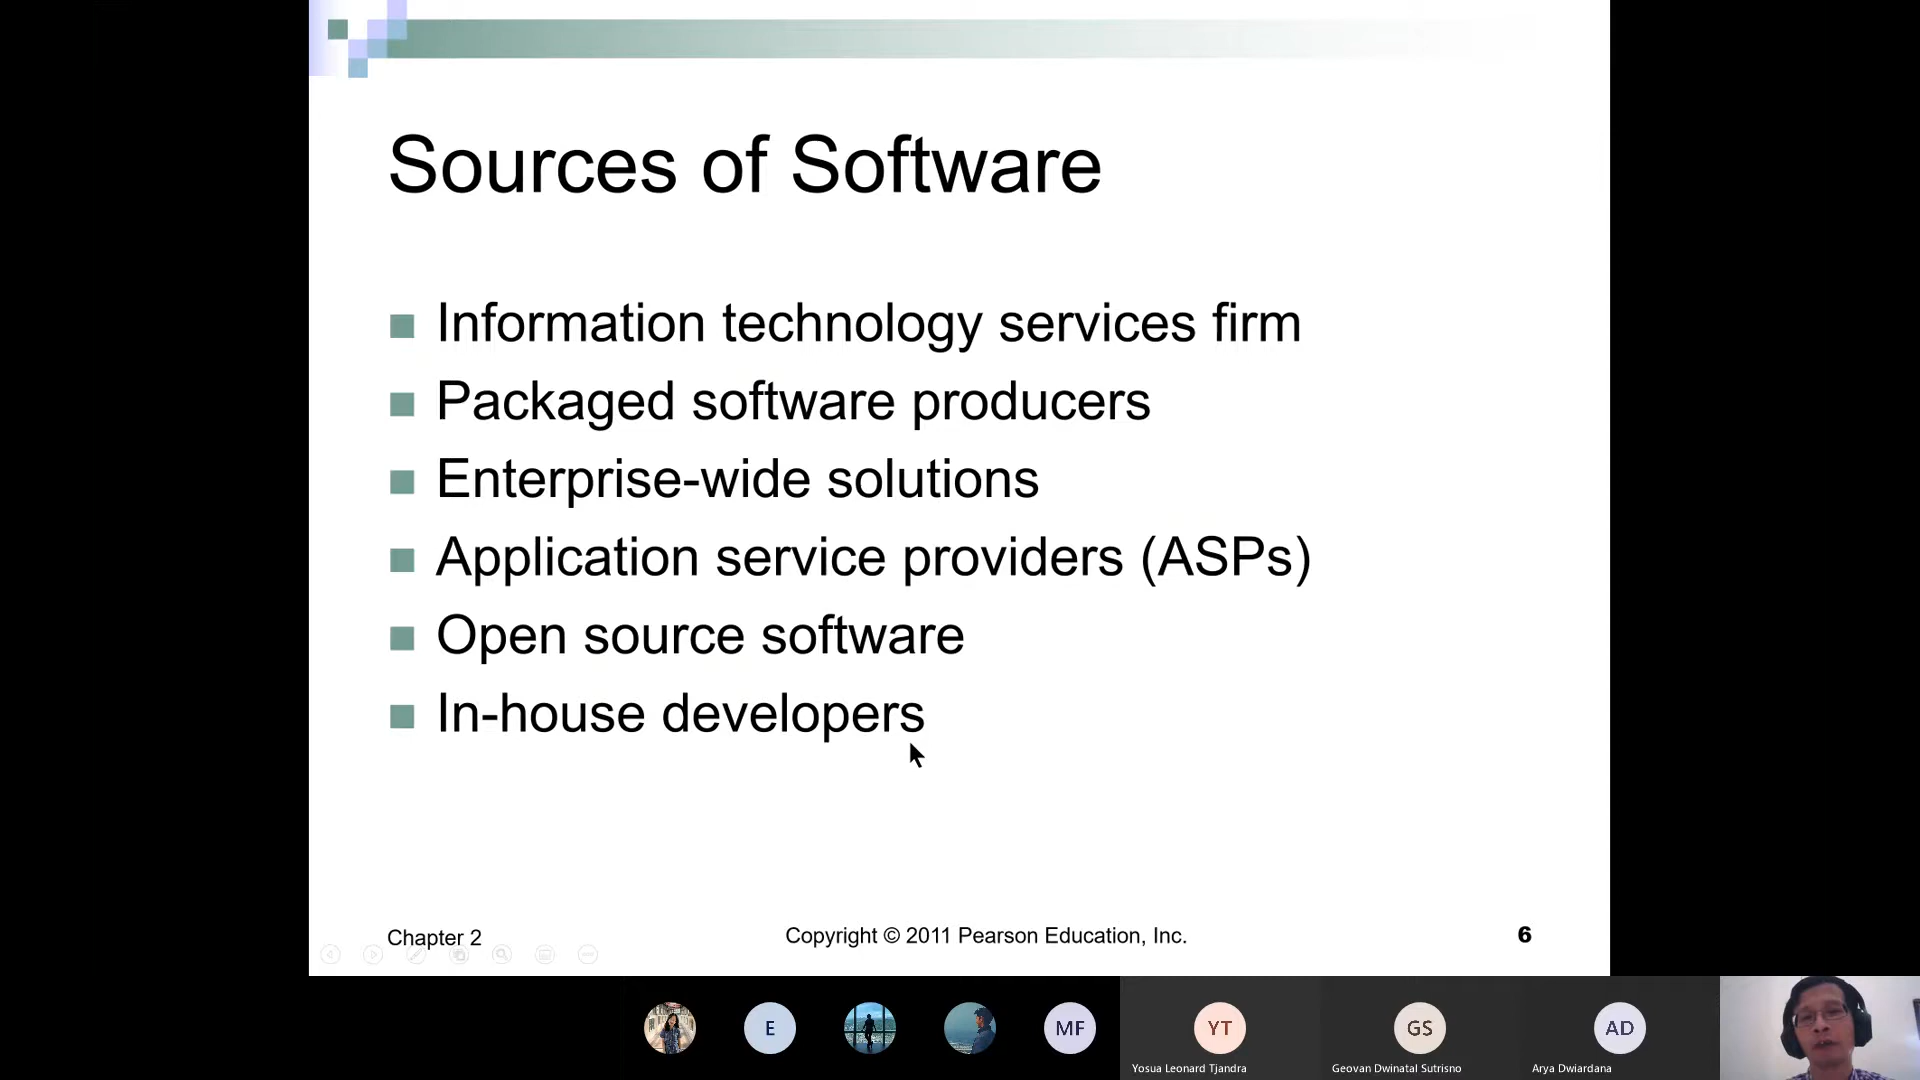 Sources of Software
Information technology services firm
Packaged software producers
Enterprise-wide solutions
Application service providers (ASPs)
Open source software
In-house developers
Chapter 2
Copyright © 2011 Pearson Education, Inc.
6
E
MF
YT
GS
AD
Yosua Leonard Tjandra
Geovan Dwinatal Sutrisno
Arya Dwiardana